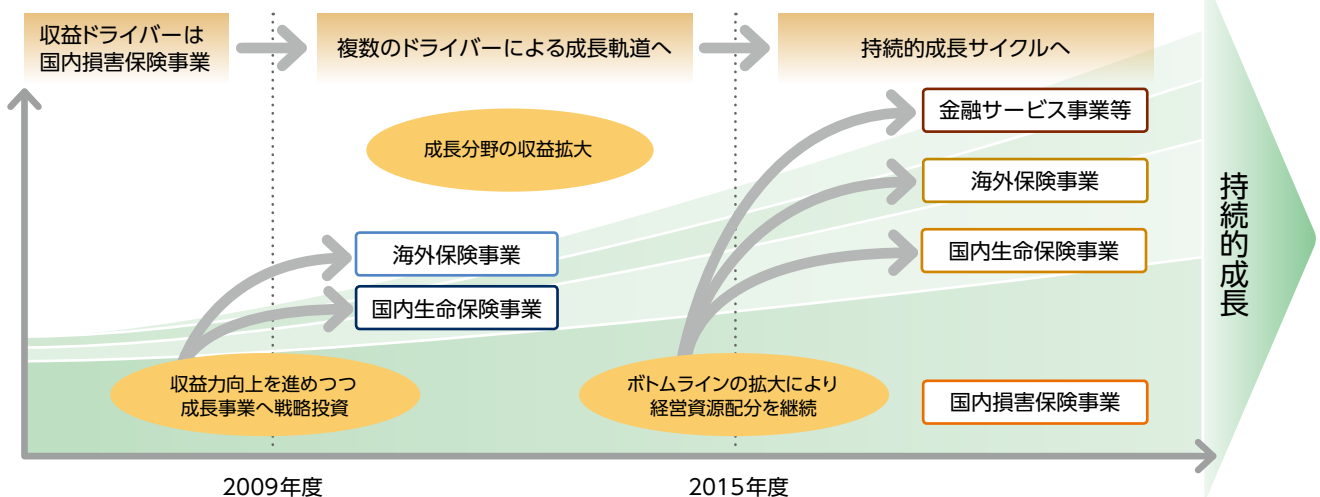 収益ドライバーは
国内損害保険事業
複数のドライバーによる成長軌道へ
持続的成長サイクルへ
成長分野の収益拡大
金融サービス事業等
海外保険事業
国内生命保険事業
海外保険事業
国内生命保険事業
収益力向上を進めつつ
成長事業へ戦略投資
ボトムラインの拡大により
経営資源配分を継続
国内損害保険事業
持続的成長
2009年度
2015年度